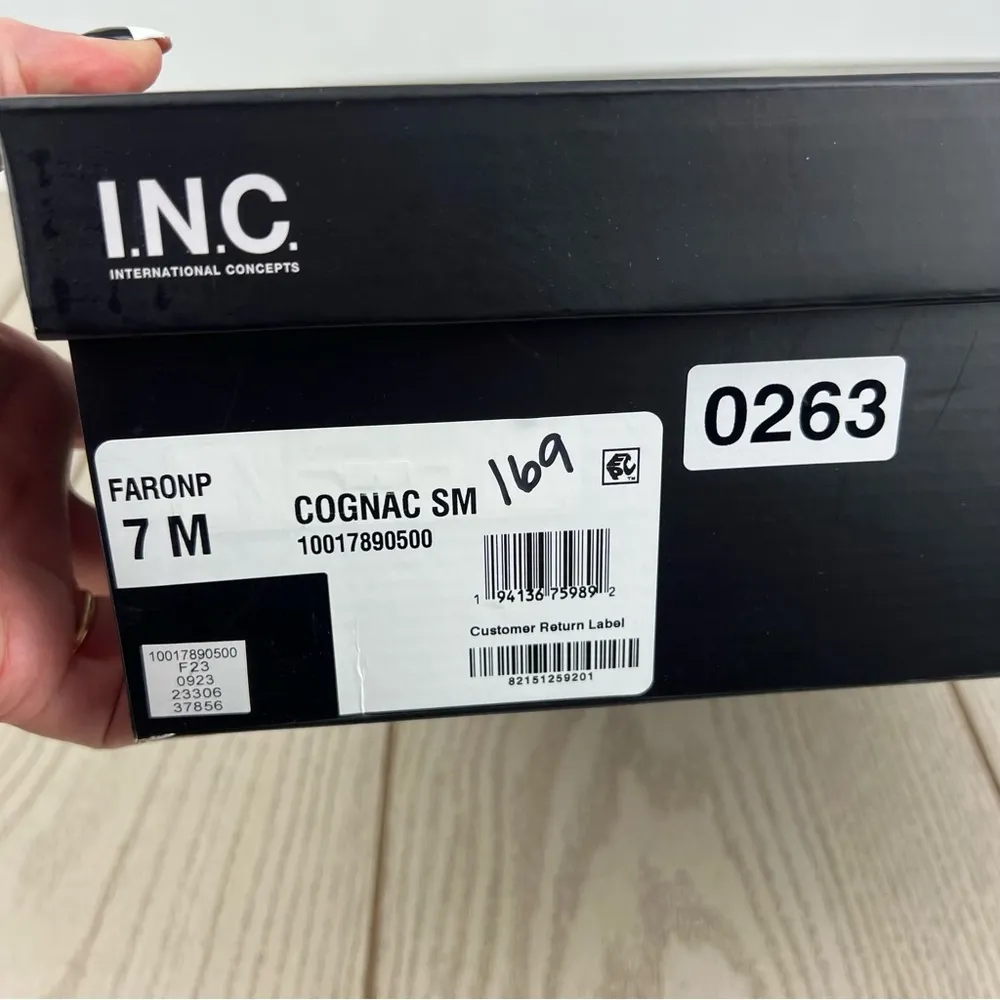 I.N.C.
INTERNATIONAL CONCEPTS
0263
FARONP
7 M
COGNAC SM
10017890500
169
1 94136 75989 2
Customer Return Label
82151259201
10017890500
F23
0923
23306
37856